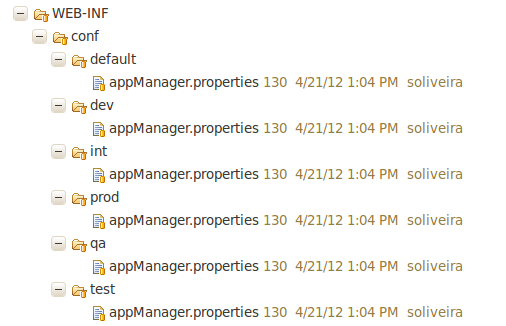 WEB-INF
conf
default
appManager.properties 130 4/21/12 1:04 PM soliveira
dev
appManager.properties 130 4/21/12 1:04 PM soliveira
int
appManager.properties 130 4/21/12 1:04 PM soliveira
prod
appManager.properties 130 4/21/12 1:04 PM soliveira
qa
appManager.properties 130 4/21/12 1:04 PM soliveira
test
appManager.properties 130 4/21/12 1:04 PM soliveira